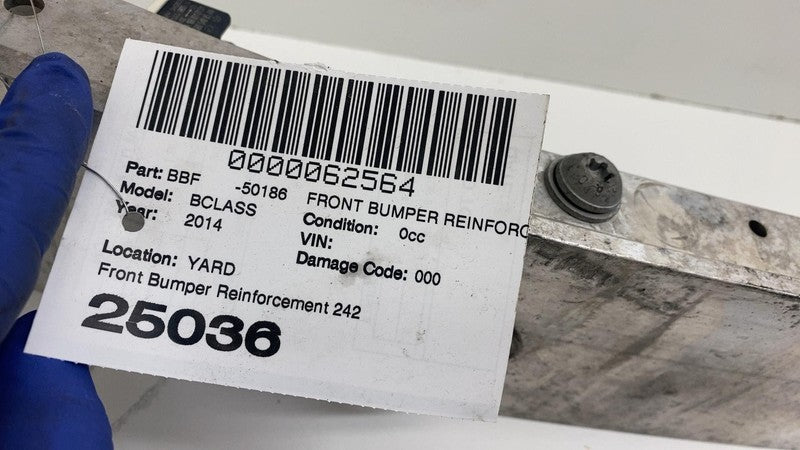 0000062564
Part: BBF -50186 FRONT BUMPER REINFORC
Model: BCLASS Condition: 0cc
Year: 2014 VIN:
Damage Code: 000
Location: YARD
Front Bumper Reinforcement 242
25036